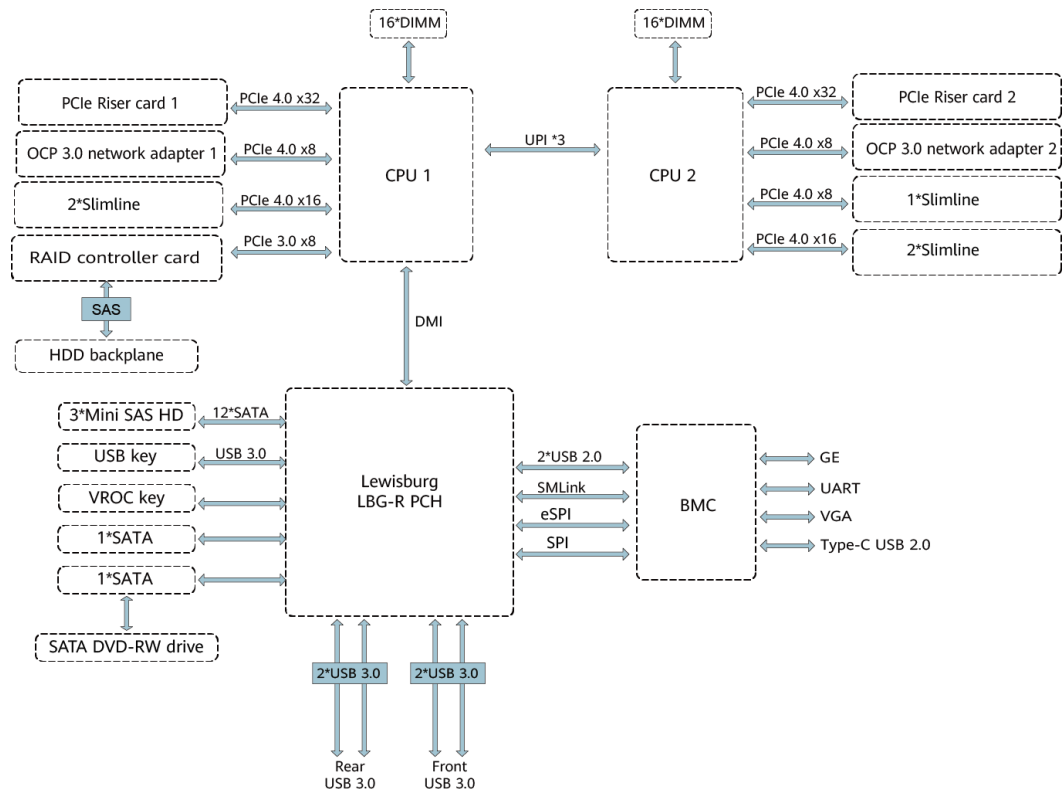 16*DIMM
16*DIMM
PCIe Riser card 1
PCIe 4.0 x32
OCP 3.0 network adapter 1
PCIe 4.0 x8
2*Slimline
PCIe 4.0 x16
RAID controller card
PCIe 3.0 x8
SAS
HDD backplane
CPU 1
UPI *3
CPU 2
PCIe 4.0 x32
PCIe Riser card 2
PCIe 4.0 x8
OCP 3.0 network adapter 2
PCIe 4.0 x8
1*Slimline
PCIe 4.0 x16
2*Slimline
DMI
3*Mini SAS HD
12*SATA
USB key
USB 3.0
VROC key
1*SATA
1*SATA
SATA DVD-RW drive
Lewisburg
LBG-R PCH
2*USB 2.0
SMLink
eSPI
SPI
BMC
GE
UART
VGA
Type-C USB 2.0
2*USB 3.0
2*USB 3.0
Rear
USB 3.0
Front
USB 3.0